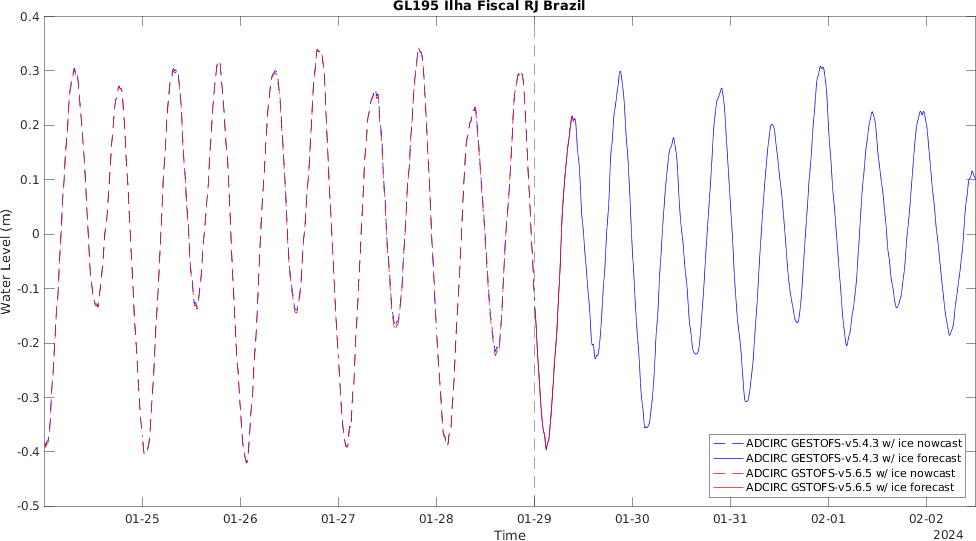 GL195 Ilha Fiscal RJ Brazil
0.4
0.3
0.2
0.1
0
-0.1
-0.2
-0.3
-0.4
-0.5
Water Level (m)
01-25
01-26
01-27
01-28
01-29
01-30
01-31
02-01
02-02
Time
2024
ADCIRC GESTOFS-v5.4.3 w/ ice nowcast
ADCIRC GESTOFS-v5.4.3 w/ ice forecast
ADCIRC GSTOFS-v5.6.5 w/ ice nowcast
ADCIRC GSTOFS-v5.6.5 w/ ice forecast